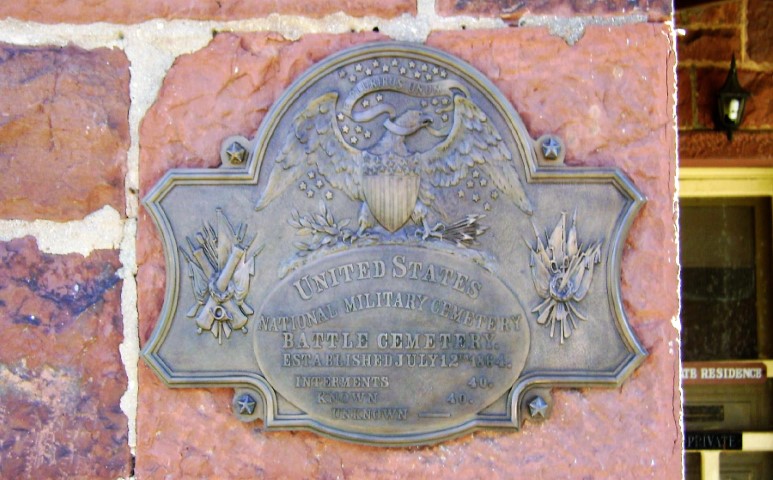 UNITED STATES
NATIONAL MILITARY CEMETERY
BATTLE CEMETERY.
ESTABLISHED JULY 12TH 1864.
INTERMENTS 40.
KNOWN 40.
UNKNOWN —
RESIDENCE
PRIVATE